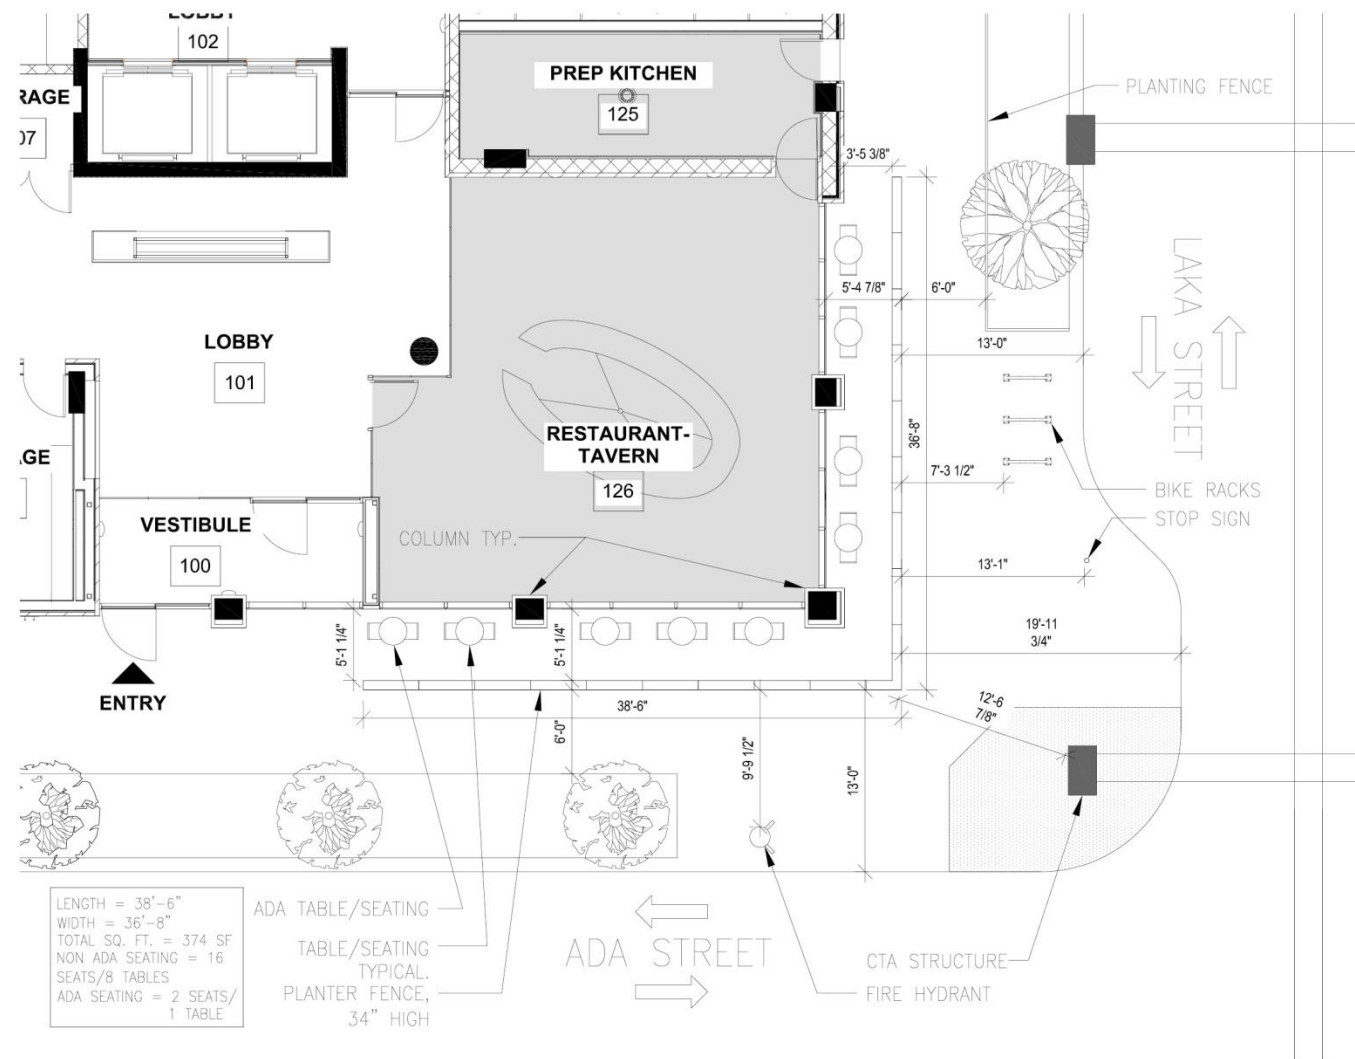 LOBBY
102
PREP KITCHEN
125
RAGE
07
PLANTING FENCE
3'-5 3/8"
5'-4 7/8"
6'-0"
13'-0"
LAKA STREET
LOBBY
101
36'-8"
RESTAURANT-
TAVERN
126
GE
7'-3 1/2"
BIKE RACKS
STOP SIGN
VESTIBULE
100
COLUMN TYP.
13'-1"
19'-11
3/4"
5'-1 1/4"
5'-1 1/4"
ENTRY
38'-6"
12'-6
7/8"
6'-0"
9'-9 1/2"
13'-0"
LENGTH = 38'-6"
WIDTH = 36'-8"
TOTAL SQ. FT. = 374 SF
NON ADA SEATING = 16
SEATS/8 TABLES
ADA SEATING = 2 SEATS/
1 TABLE
ADA TABLE/SEATING
TABLE/SEATING
TYPICAL.
PLANTER FENCE,
34" HIGH
ADA STREET
CTA STRUCTURE
FIRE HYDRANT